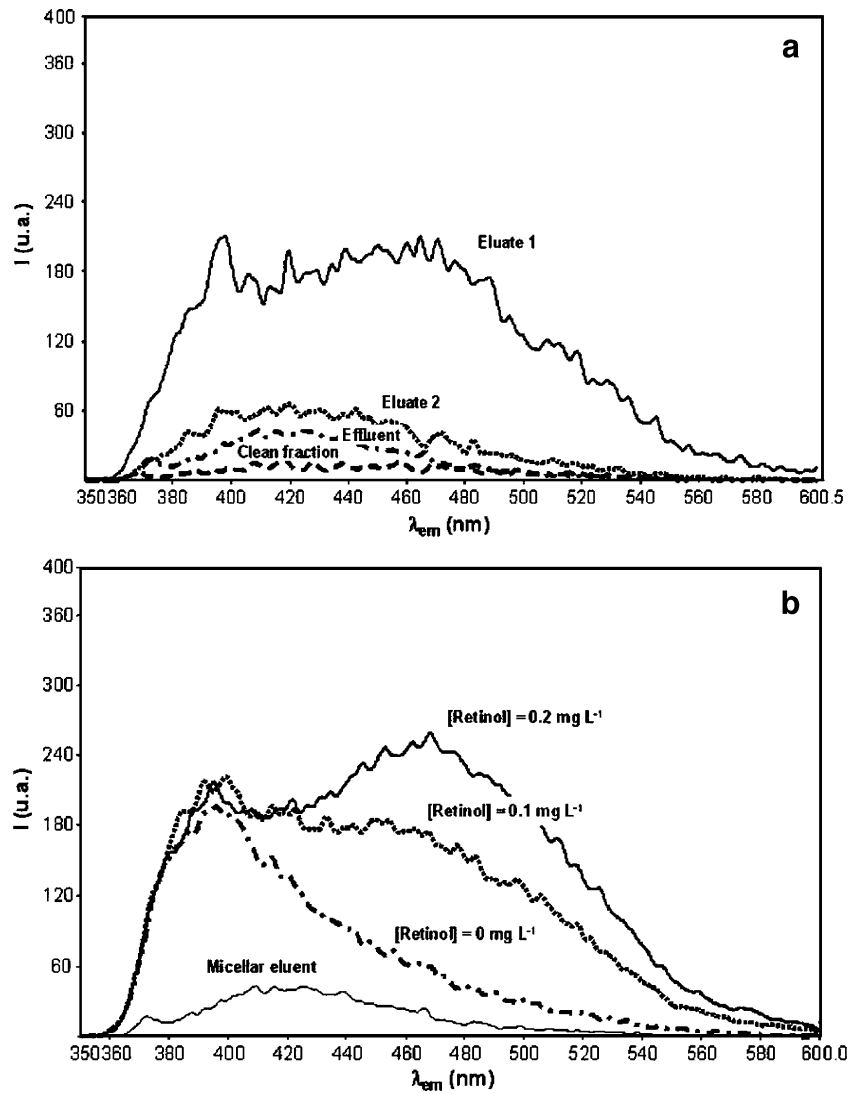 a
400
360
300
240
180
120
60
I (u.a.)
Eluate 1
Eluate 2
Effluent
Clean fraction
350 360 380 400 420 440 460 480 500 520 540 560 580 600.5
λem (nm)
b
400
360
300
240
180
120
60
I (u.a.)
[Retinol] = 0.2 mg L⁻¹
[Retinol] = 0.1 mg L⁻¹
[Retinol] = 0 mg L⁻¹
Micellar eluent
350 360 380 400 420 440 460 480 500 520 540 560 580 600.0
λem (nm)